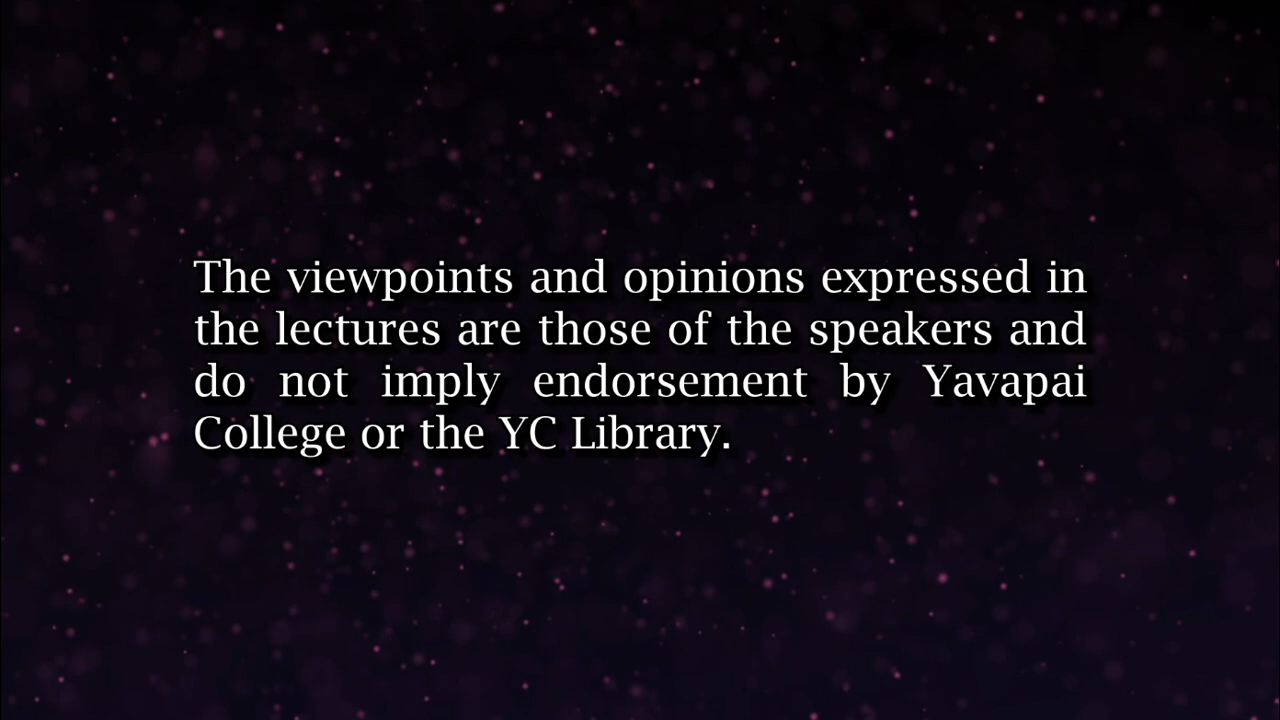 The viewpoints and opinions expressed in
the lectures are those of the speakers and
do not imply endorsement by Yavapai
College or the YC Library.